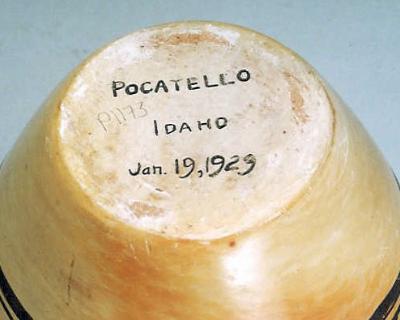 POCATELLO
P1173
IDAHO
Jan. 19, 1929